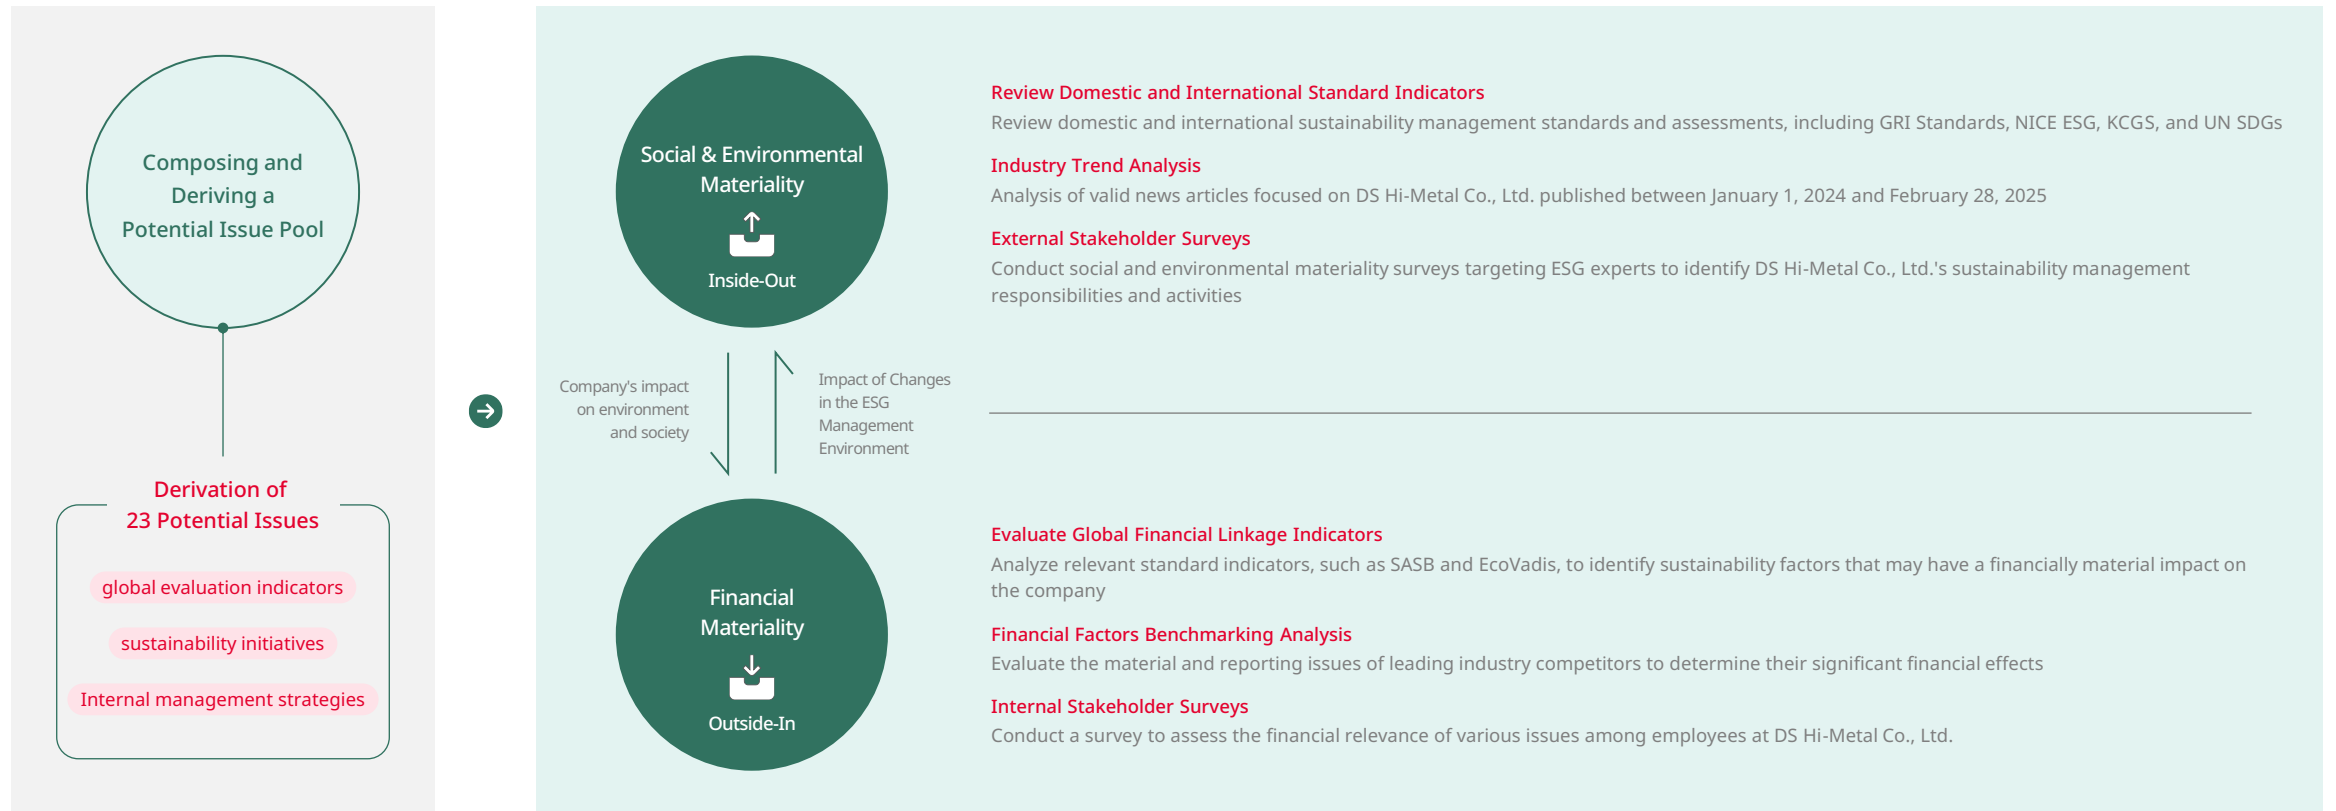 Composing and
Deriving a
Potential Issue Pool
Derivation of
23 Potential Issues
global evaluation indicators
sustainability initiatives
Internal management strategies
Social & Environmental
Materiality
Inside-Out
Review Domestic and International Standard Indicators
Review domestic and international sustainability management standards and assessments, including GRI Standards, NICE ESG, KCGS, and UN SDGs
Industry Trend Analysis
Analysis of valid news articles focused on DS Hi-Metal Co., Ltd. published between January 1, 2024 and February 28, 2025
External Stakeholder Surveys
Conduct social and environmental materiality surveys targeting ESG experts to identify DS Hi-Metal Co., Ltd.'s sustainability management
responsibilities and activities
Company's impact
on environment
and society
Impact of Changes
in the ESG
Management
Environment
Financial
Materiality
Outside-In
Evaluate Global Financial Linkage Indicators
Analyze relevant standard indicators, such as SASB and EcoVadis, to identify sustainability factors that may have a financially material impact on
the company
Financial Factors Benchmarking Analysis
Evaluate the material and reporting issues of leading industry competitors to determine their significant financial effects
Internal Stakeholder Surveys
Conduct a survey to assess the financial relevance of various issues among employees at DS Hi-Metal Co., Ltd.